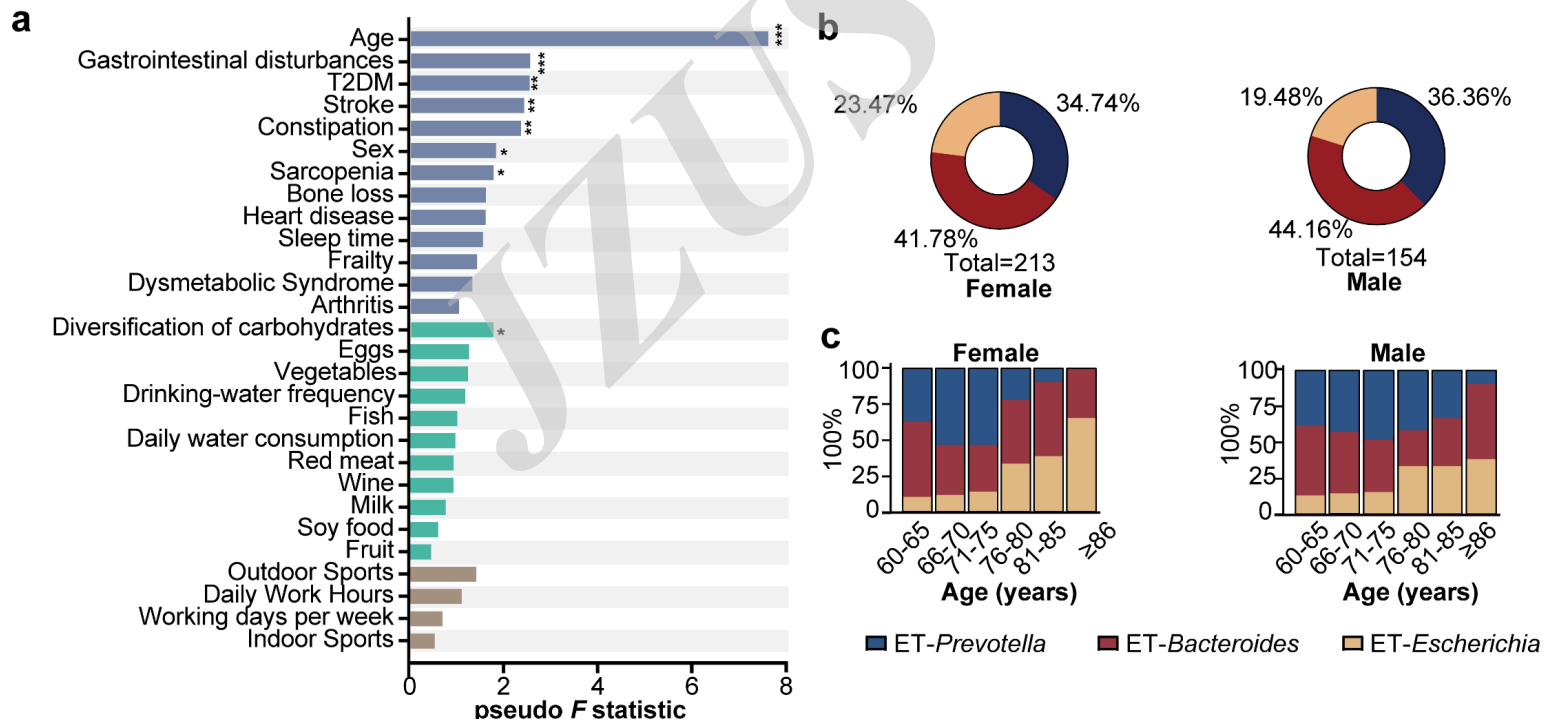 a
Age ***
Gastrointestinal disturbances ***
T2DM **
Stroke **
Constipation **
Sex *
Sarcopenia *
Bone loss
Heart disease
Sleep time
Frailty
Dysmetabolic Syndrome
Arthritis
Diversification of carbohydrates *
Eggs
Vegetables
Drinking-water frequency
Fish
Daily water consumption
Red meat
Wine
Milk
Soy food
Fruit
Outdoor Sports
Daily Work Hours
Working days per week
Indoor Sports
0 2 4 6 8
pseudo F statistic
JZUS
b
23.47% 34.74%
41.78%
Total=213
Female
19.48% 36.36%
44.16%
Total=154
Male
c
Female
100%
100
75
50
25
0
60-65 66-70 71-75 76-80 81-85 ≥86
Age (years)
Male
100%
100
75
50
25
0
60-65 66-70 71-75 76-80 81-85 ≥86
Age (years)
ET-Prevotella ET-Bacteroides ET-Escherichia